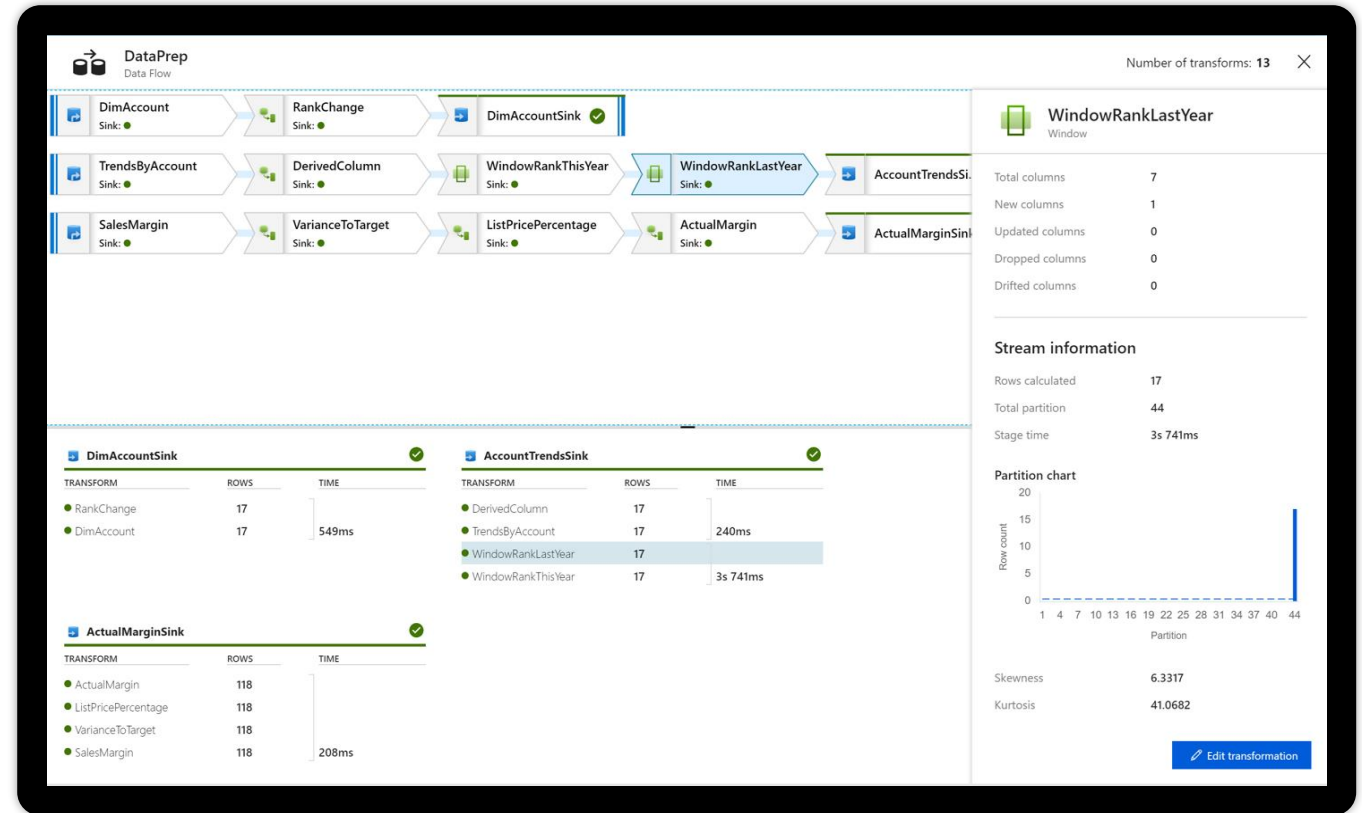 DataPrep
Data Flow
Number of transforms: 13
DimAccount
Sink:
RankChange
Sink:
DimAccountSink
TrendsByAccount
Sink:
DerivedColumn
Sink:
WindowRankThisYear
Sink:
WindowRankLastYear
Sink:
AccountTrendsSi.
SalesMargin
Sink:
VarianceToTarget
Sink:
ListPricePercentage
Sink:
ActualMargin
Sink:
ActualMarginSink
WindowRankLastYear
Window
Total columns 7
New columns 1
Updated columns 0
Dropped columns 0
Drifted columns 0
Stream information
Rows calculated 17
Total partition 44
Stage time 3s 741ms
Partition chart
20
15
10
5
0
Row count
1 4 7 10 13 16 19 22 25 28 31 34 37 40 44
Partition
Skewness 6.3317
Kurtosis 41.0682
Edit transformation
DimAccountSink
TRANSFORM ROWS TIME
RankChange 17
DimAccount 17 549ms
AccountTrendsSink
TRANSFORM ROWS TIME
DerivedColumn 17
TrendsByAccount 17 240ms
WindowRankLastYear 17
WindowRankThisYear 17 3s 741ms
ActualMarginSink
TRANSFORM ROWS TIME
ActualMargin 118
ListPricePercentage 118
VarianceToTarget 118
SalesMargin 118 208ms